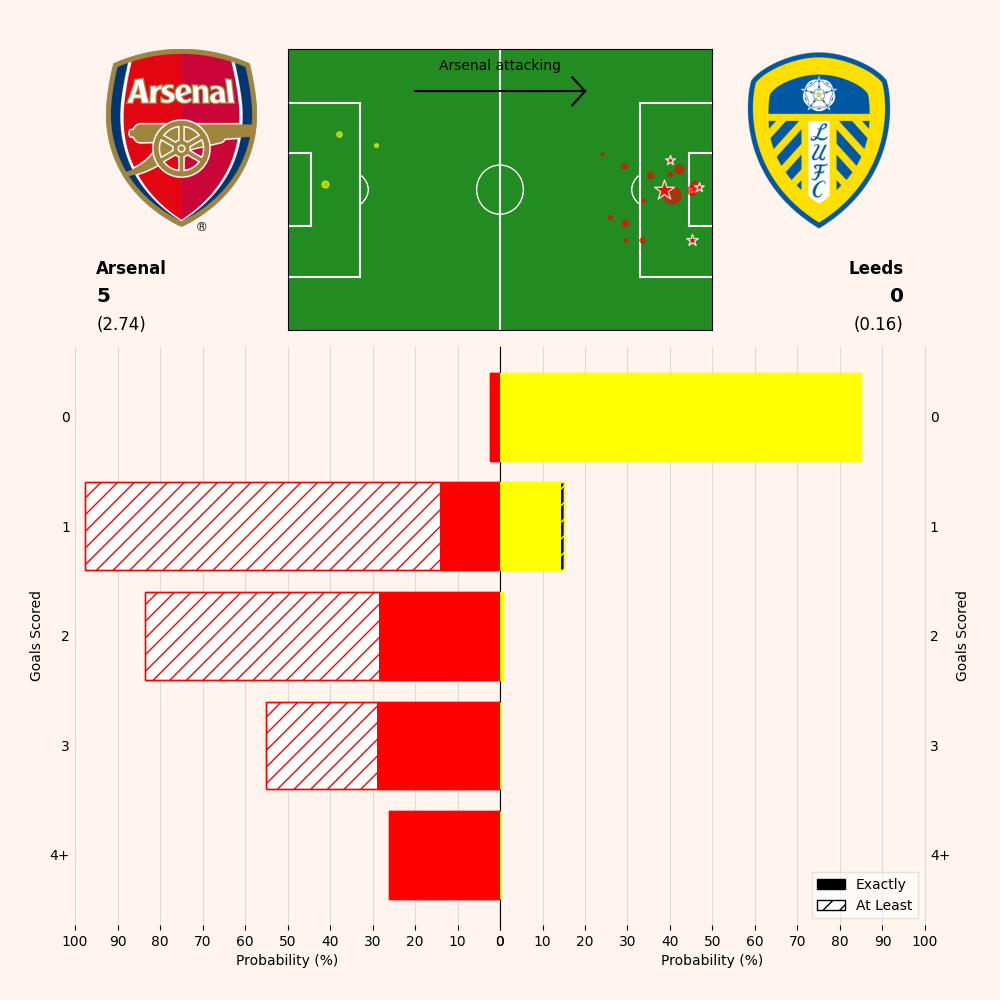 Arsenal
®
Arsenal attacking
L
U
F
C
Arsenal
5
(2.74)
Leeds
0
(0.16)
Goals Scored
0
1
2
3
4+
0
1
2
3
4+
Goals Scored
Exactly
At Least
100 90 80 70 60 50 40 30 20 10 0
0 10 20 30 40 50 60 70 80 90 100
Probability (%)
Probability (%)